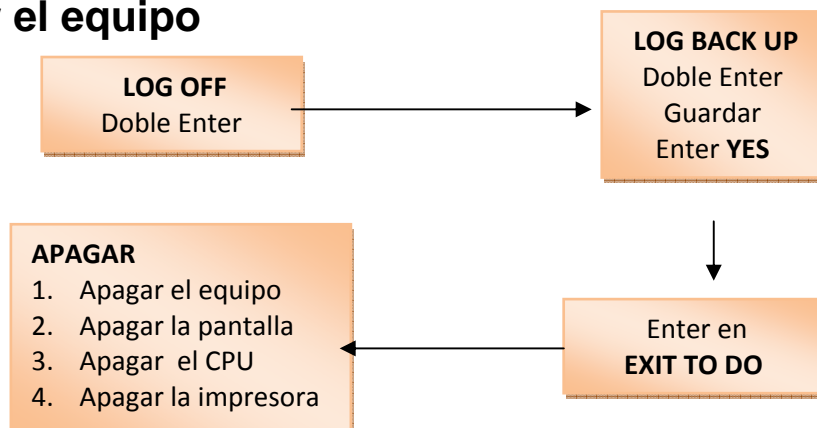 el equipo
LOG OFF
Doble Enter
LOG BACK UP
Doble Enter
Guardar
Enter YES
Enter en
EXIT TO DO
APAGAR
1. Apagar el equipo
2. Apagar la pantalla
3. Apagar el CPU
4. Apagar la impresora